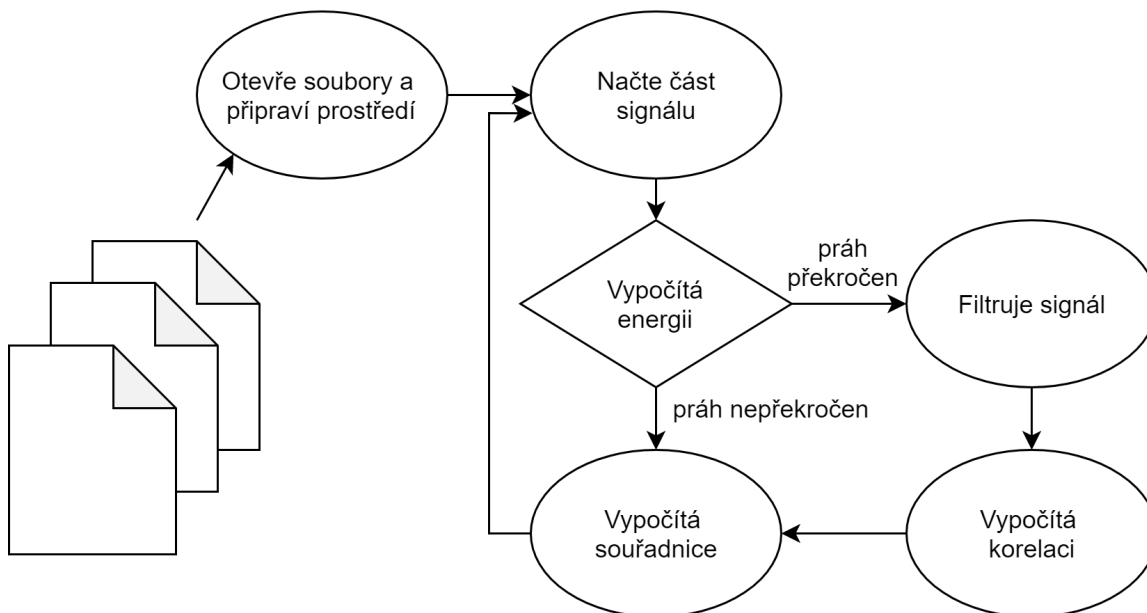 Otevře soubory a
připraví prostředí
Načte část
signálu
Vypočítá
energii
práh
překročen
Filtruje signál
práh nepřekročen
Vypočítá
souřadnice
Vypočítá
korelaci